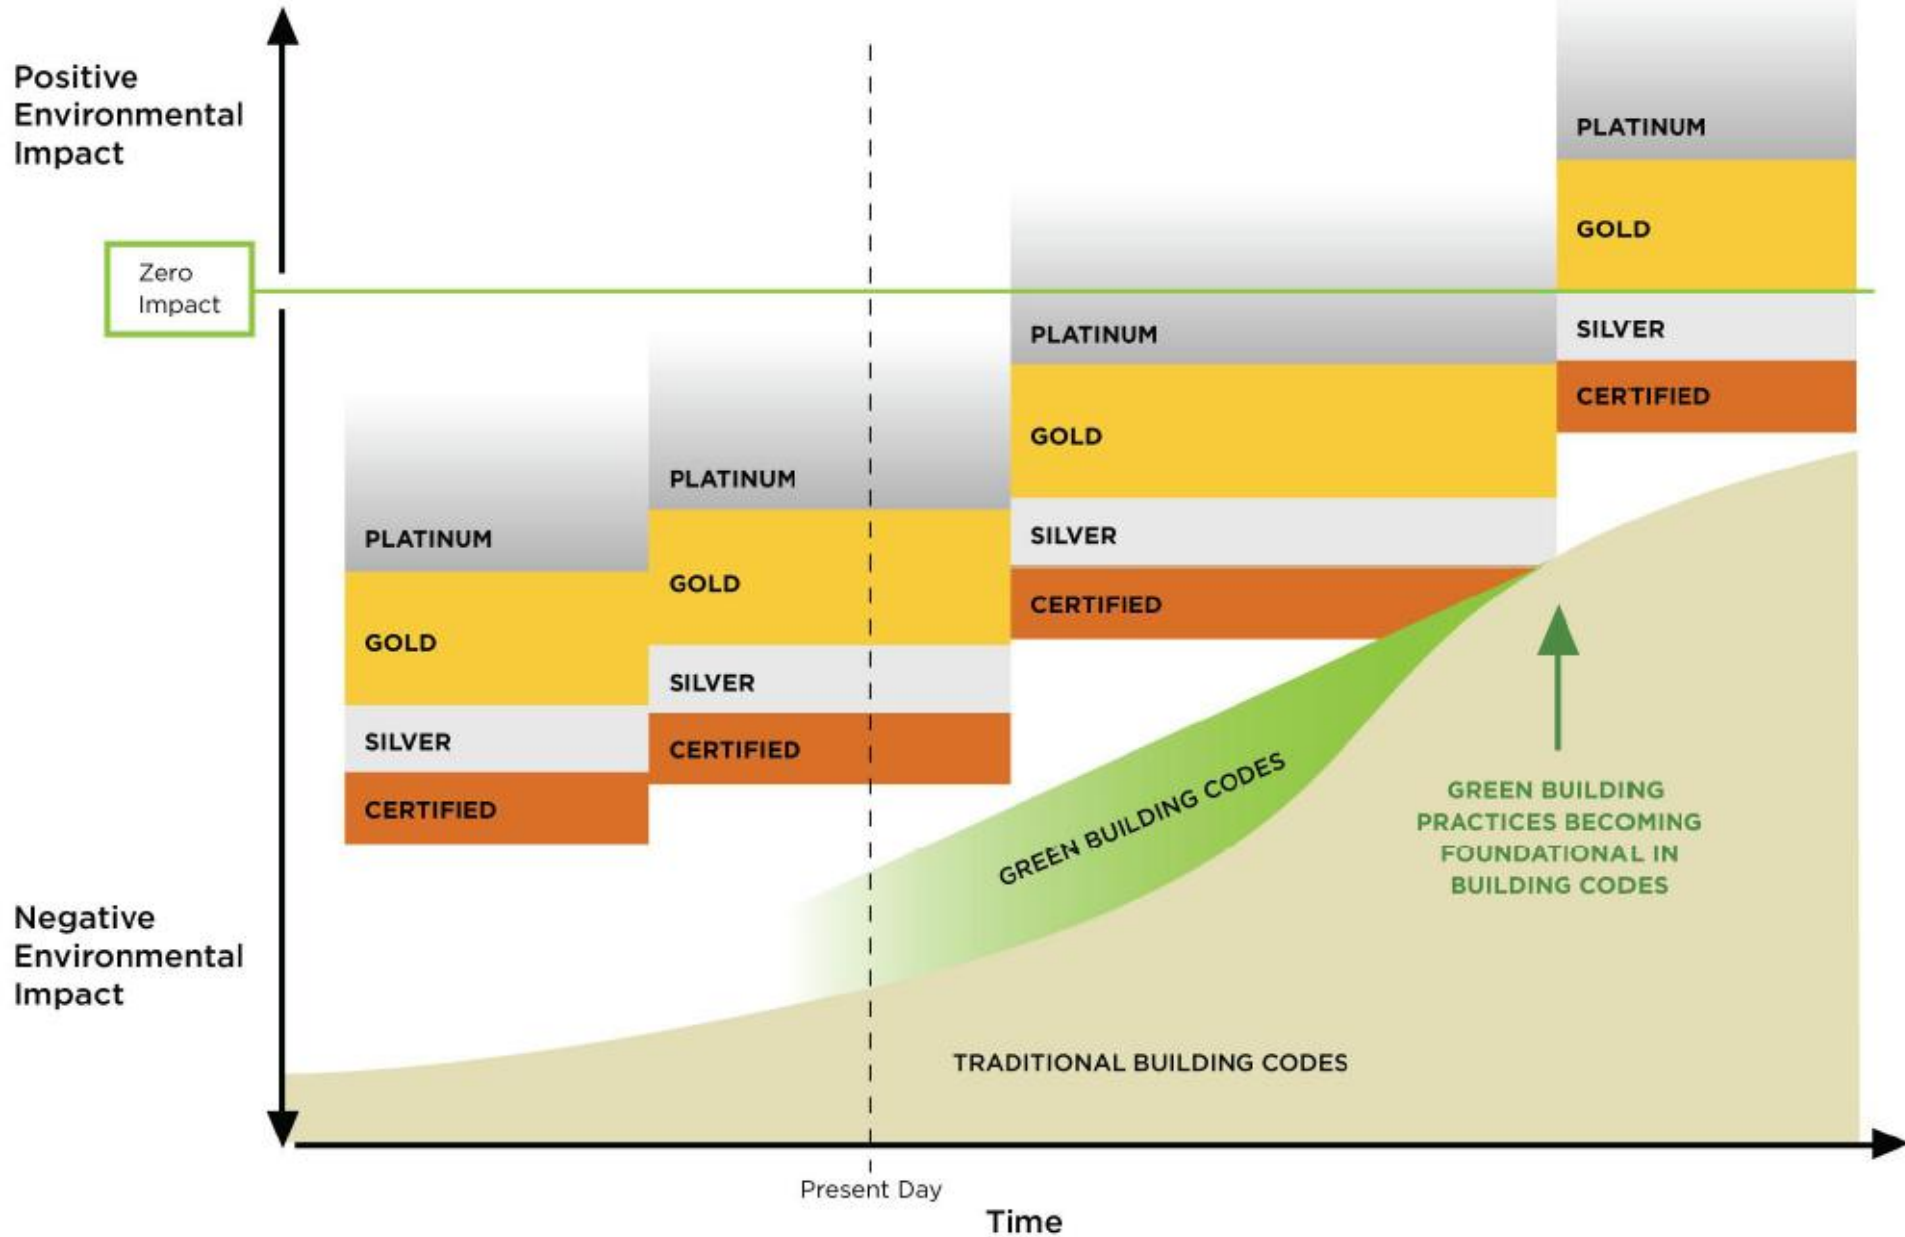 Positive
Environmental
Impact
Zero
Impact
Negative
Environmental
Impact
PLATINUM
GOLD
SILVER
CERTIFIED
PLATINUM
GOLD
SILVER
CERTIFIED
PLATINUM
GOLD
SILVER
CERTIFIED
PLATINUM
GOLD
SILVER
CERTIFIED
GREEN BUILDING CODES
GREEN BUILDING
PRACTICES BECOMING
FOUNDATIONAL IN
BUILDING CODES
TRADITIONAL BUILDING CODES
Present Day
Time